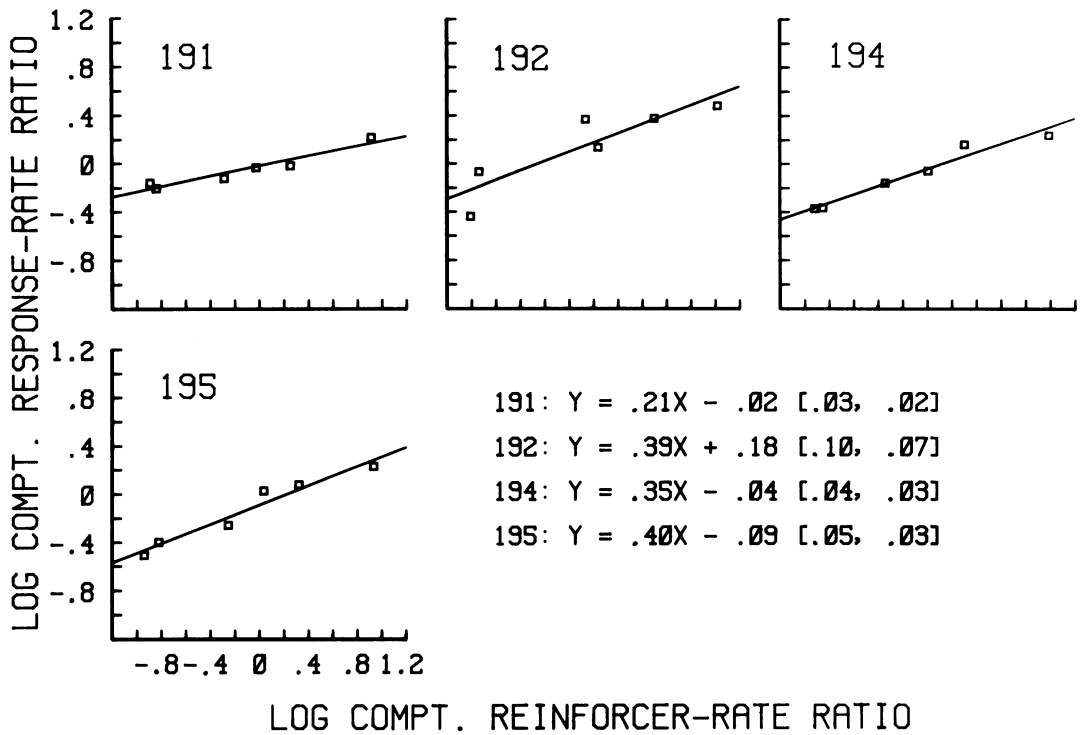 LOG COMPT. RESPONSE-RATE RATIO
1.2
.8
.4
0
-.4
-.8
191
192
194
1.2
.8
.4
0
-.4
-.8
195
-.8 -.4 0 .4 .8 1.2
191: Y = .21X - .02 [.03, .02]
192: Y = .39X + .18 [.10, .07]
194: Y = .35X - .04 [.04, .03]
195: Y = .40X - .09 [.05, .03]
LOG COMPT. REINFORCER-RATE RATIO